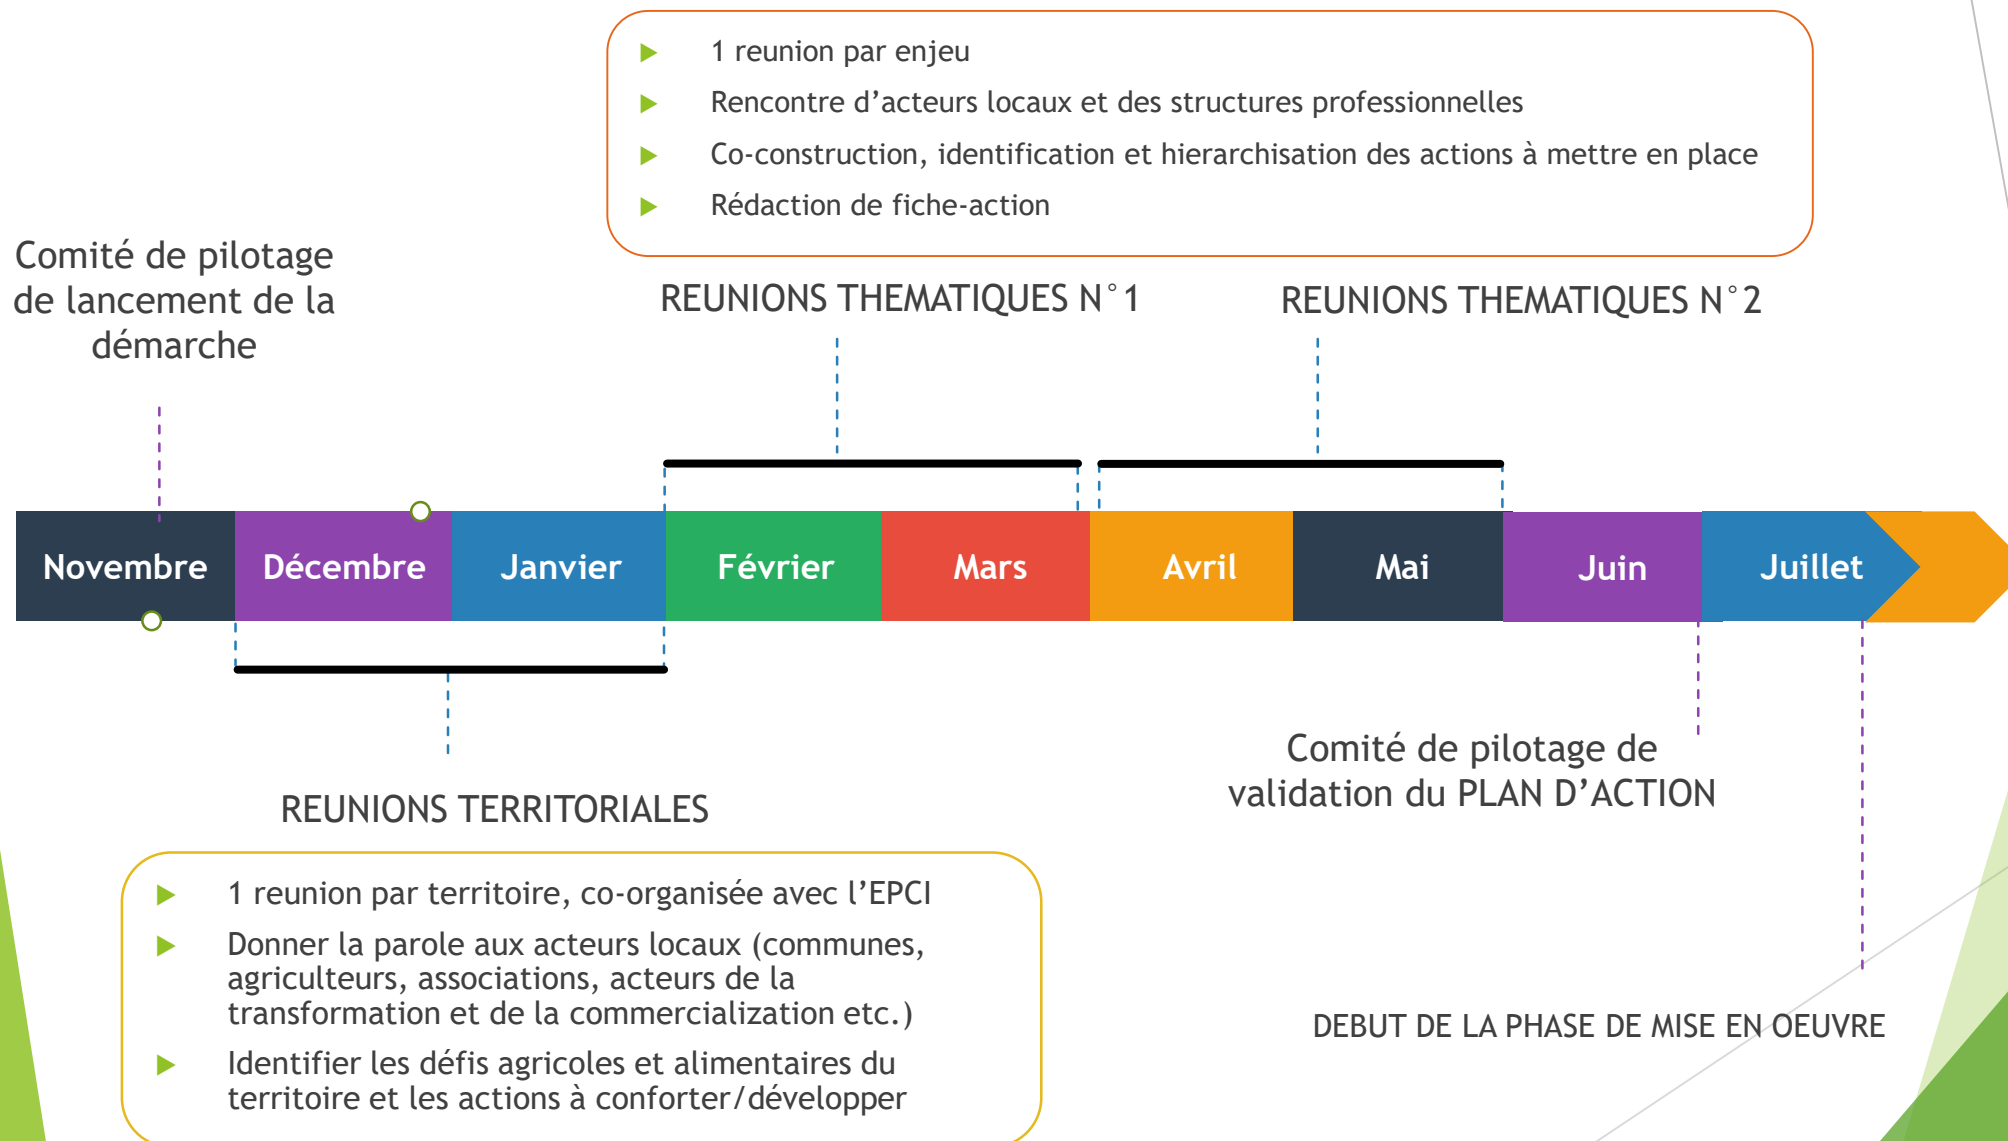 1 reunion par enjeu
Rencontre d’acteurs locaux et des structures professionnelles
Co-construction, identification et hierarchisation des actions à mettre en place
Rédaction de fiche-action
Comité de pilotage
de lancement de la
démarche
REUNIONS THEMATIQUES N°1
REUNIONS THEMATIQUES N°2
Novembre
Décembre
Janvier
Février
Mars
Avril
Mai
Juin
Juillet
REUNIONS TERRITORIALES
1 reunion par territoire, co-organisée avec l’EPCI
Donner la parole aux acteurs locaux (communes,
agriculteurs, associations, acteurs de la
transformation et de la commercialization etc.)
Identifier les défis agricoles et alimentaires du
territoire et les actions à conforter/développer
Comité de pilotage de
validation du PLAN D’ACTION
DEBUT DE LA PHASE DE MISE EN OEUVRE